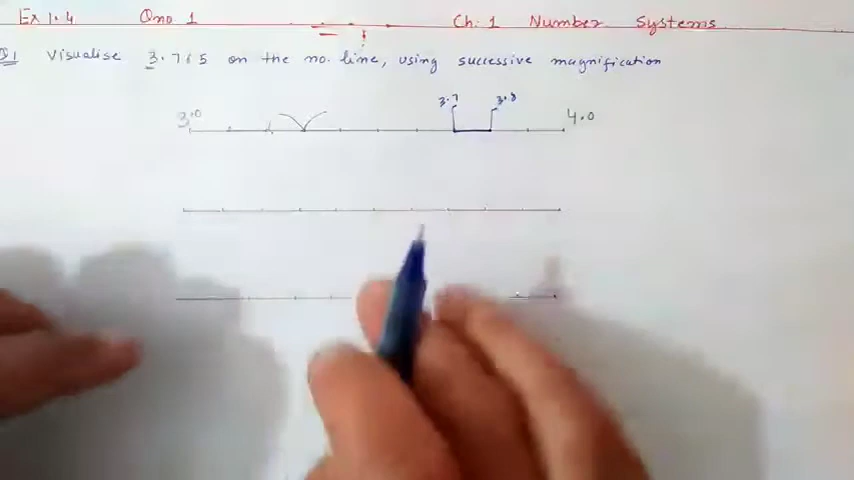 Ex 1.4 Qno 1 Ch: 1 Number Systems
Q1 Visualise 3.765 on the no. line, using successive magnification
3.7 3.8
3.0 4.0